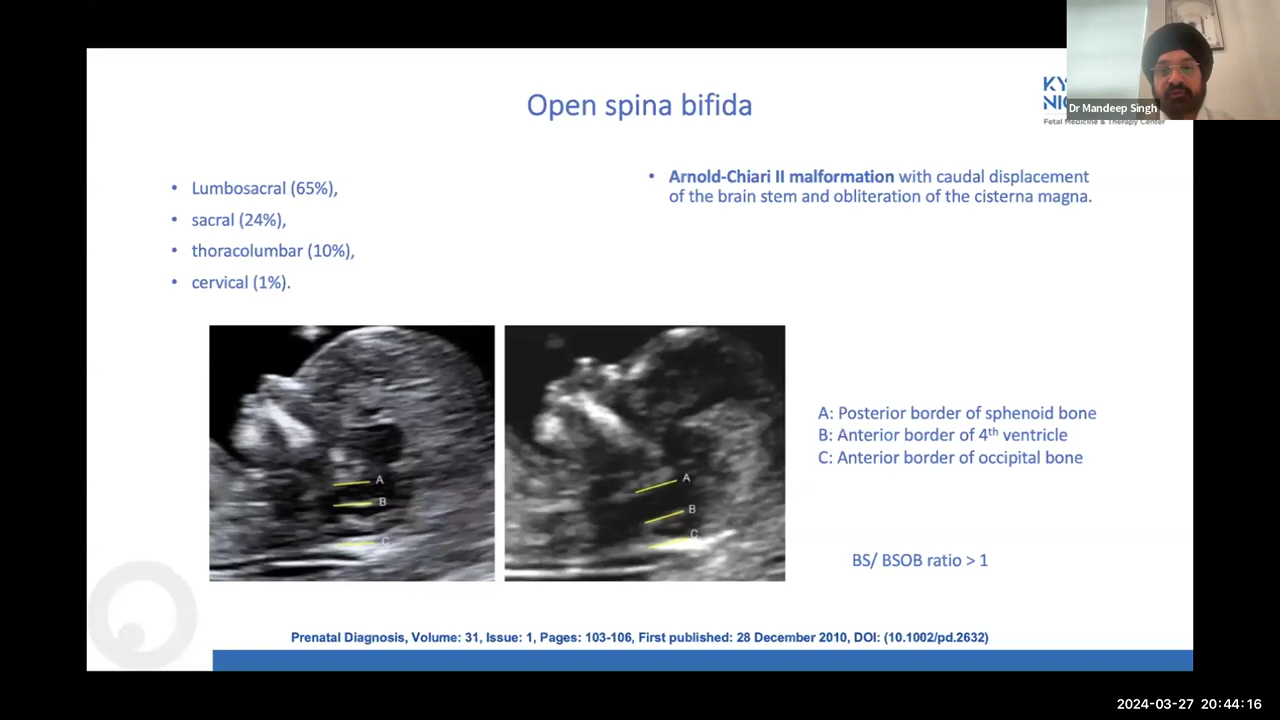 Open spina bifida
KY
NI
Fetal Medicine & Therapy Center
Dr Mandeep Singh
• Lumbosacral (65%),
• sacral (24%),
• thoracolumbar (10%),
• cervical (1%).
• Arnold-Chiari II malformation with caudal displacement
of the brain stem and obliteration of the cisterna magna.
A
B
C
A
B
C
A: Posterior border of sphenoid bone
B: Anterior border of 4th ventricle
C: Anterior border of occipital bone
BS/ BSOB ratio > 1
Prenatal Diagnosis, Volume: 31, Issue: 1, Pages: 103-106, First published: 28 December 2010, DOI: (10.1002/pd.2632)
2024-03-27 20:44:16